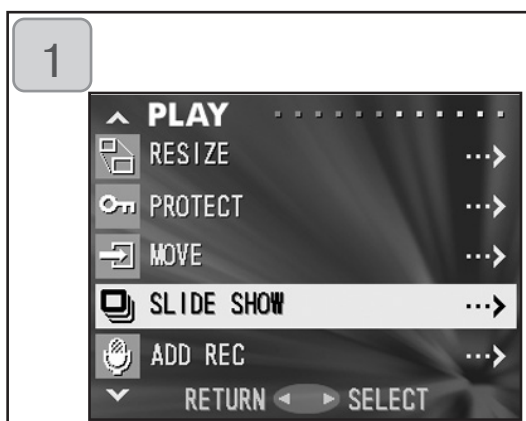 1
PLAY
RESIZE
PROTECT
MOVE
SLIDE SHOW
ADD REC
RETURN SELECT